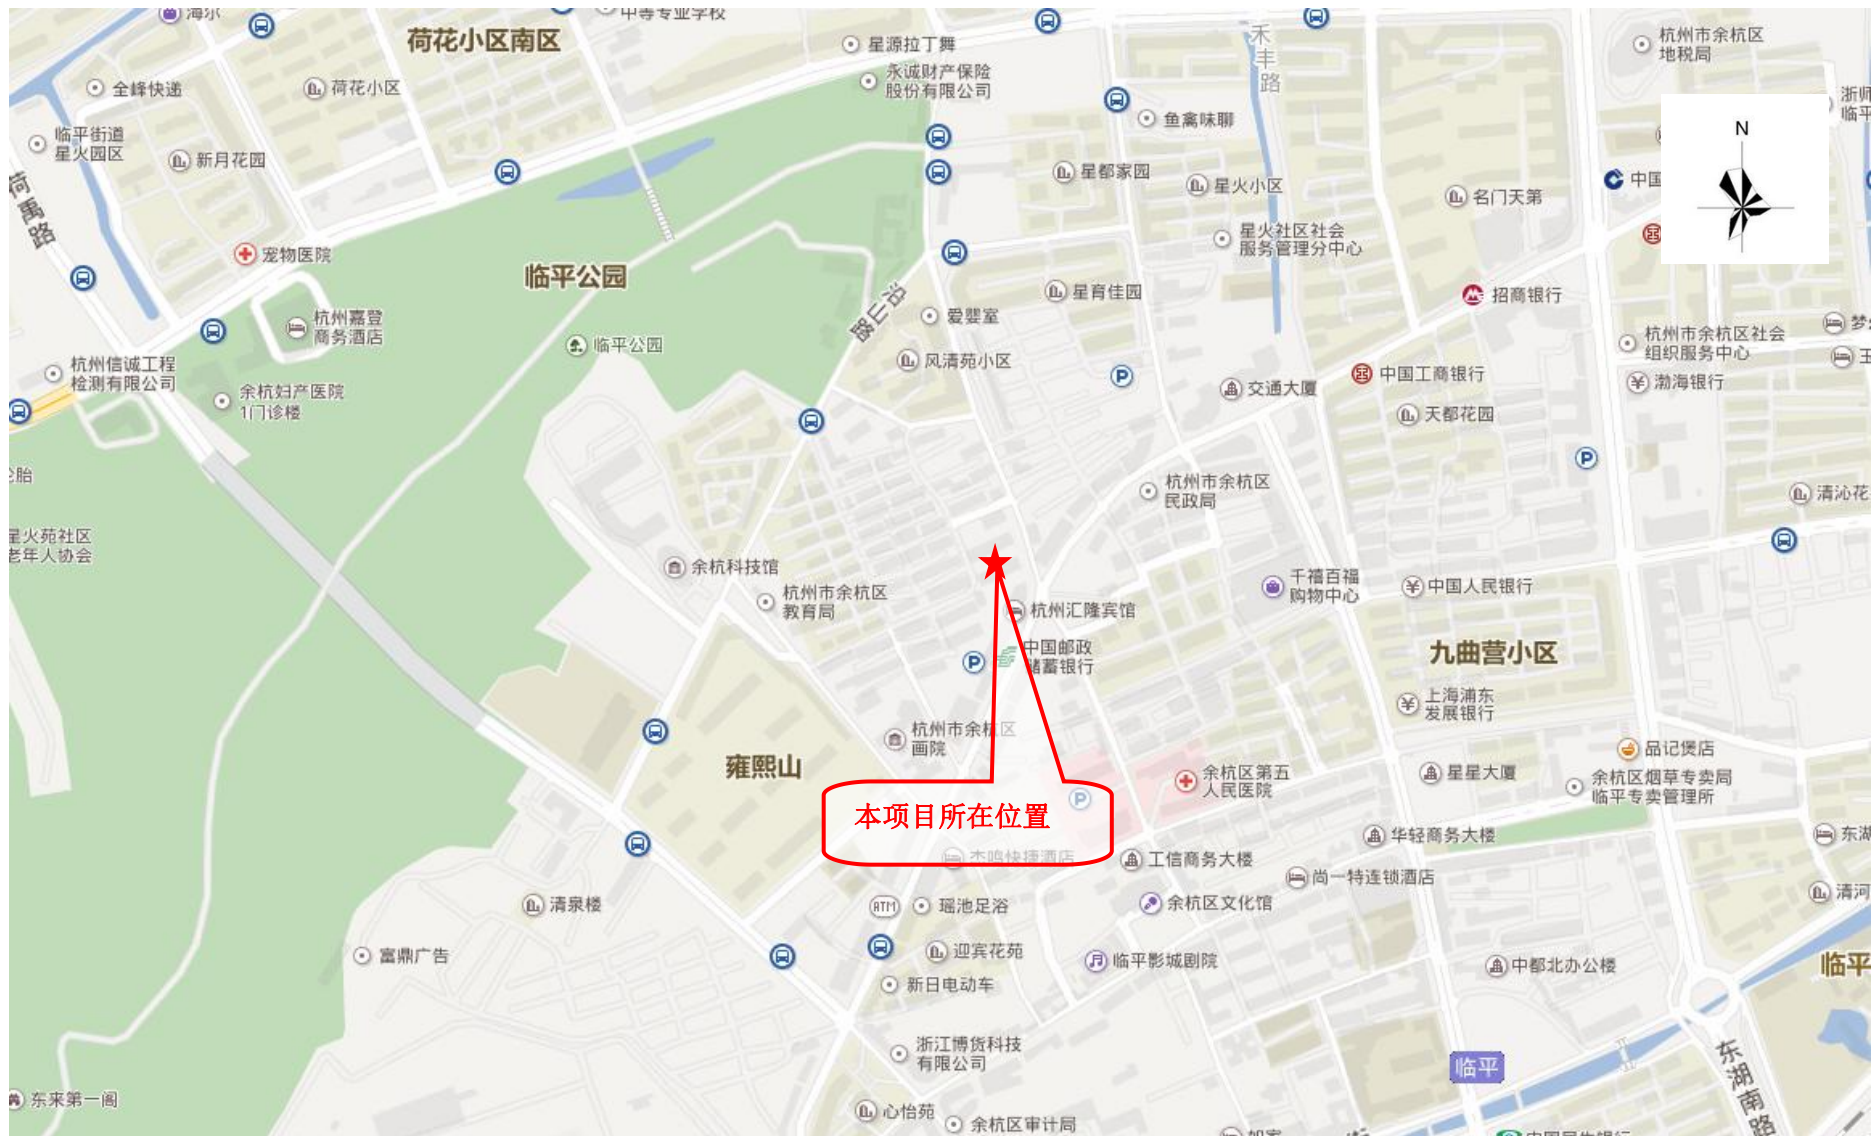 海尔
中等专业学校
荷花小区南区
星源拉丁舞
禾丰路
杭州市余杭区
地税局
全峰快递
荷花小区
永诚财产保险
股份有限公司
鱼禽味聊
浙师
临平
N
临平街道
星火园区
新月花园
星都家园
星火小区
名门天第
中国
荷禹路
宠物医院
临平公园
星火社区社会
服务管理分中心
沿山路
星育佳园
招商银行
爱婴室
杭州嘉登
商务酒店
临平公园
风清苑小区
P
杭州市余杭区社会
组织服务中心
梦
王
杭州信诚工程
检测有限公司
余杭妇产医院
1门诊楼
交通大厦
中国工商银行
渤海银行
天都花园
P
胎
杭州市余杭区
民政局
清沁花
星火苑社区
老年人协会
余杭科技馆
杭州市余杭区
教育局
千禧百福
购物中心
中国人民银行
杭州汇隆宾馆
P
中国邮政
储蓄银行
九曲营小区
上海浦东
发展银行
杭州市余杭区
画院
雍熙山
余杭区第五
人民医院
星星大厦
品记煲店
余杭区烟草专卖局
临平专卖管理所
P
本项目所在位置
华轻商务大楼
东湖
杰鸣快捷酒店
工信商务大楼
尚一特连锁酒店
清河
清泉楼
ATM
瑶池足浴
余杭区文化馆
富鼎广告
迎宾花苑
临平影城剧院
中都北办公楼
临平
新日电动车
浙江博货科技
有限公司
临平
东湖南路
东来第一阁
心怡苑
余杭区审计局
如家
中国民生银行